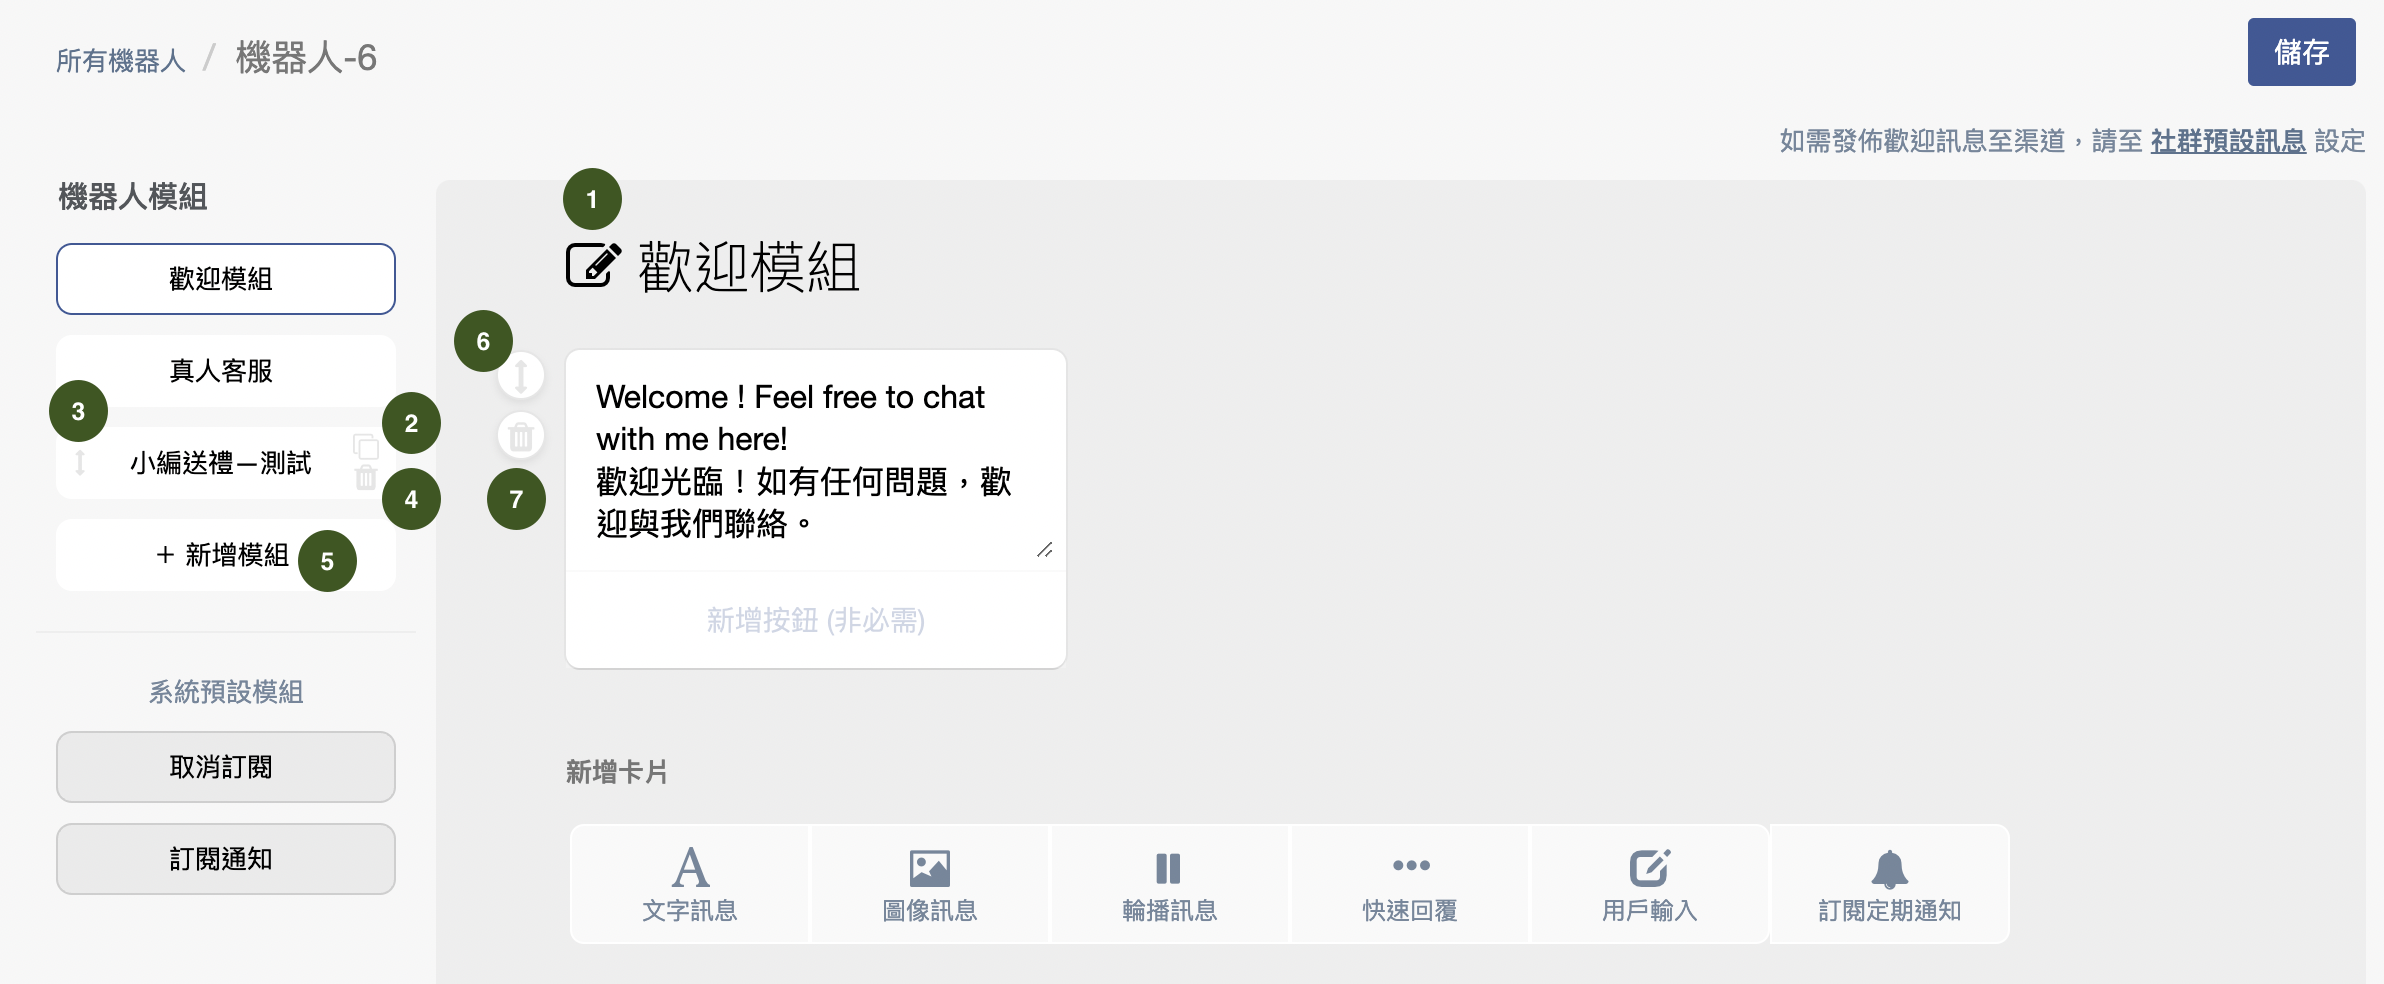 所有機器人 / 機器人-6
儲存
如需發佈歡迎訊息至渠道，請至 社群預設訊息 設定
機器人模組
歡迎模組
真人客服
3
2
小編送禮—測試
4
+ 新增模組
5
系統預設模組
取消訂閱
訂閱通知
1
歡迎模組
6
7
Welcome ! Feel free to chat
with me here!
歡迎光臨！如有任何問題，歡
迎與我們聯絡。
新增按鈕 (非必需)
新增卡片
文字訊息
圖像訊息
輪播訊息
快速回覆
用戶輸入
訂閱定期通知